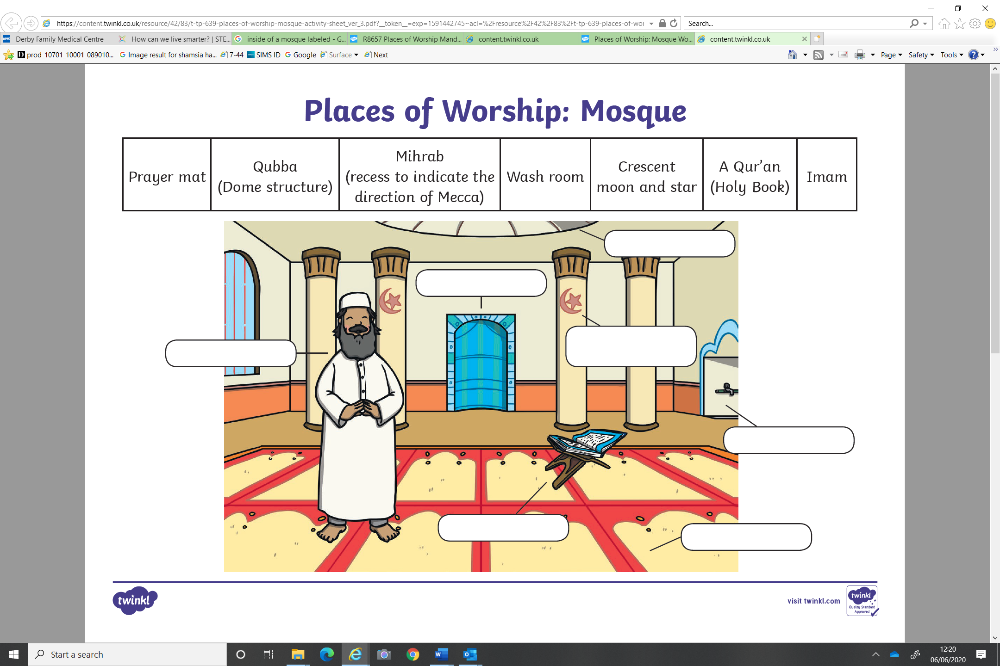 https://content.twinkl.co.uk/resource/42/83/t-tp-639-places-of-worship-mosque-activity-sheet_ver_3.pdf?__token__=exp=1591442745~acl=%2Fresource%2F42%2F83%2Ft-tp-639-places-of-wor
Search...
Derby Family Medical Centre
How can we live smarter? | STE...
inside of a mosque labeled - G...
R8657 Places of Worship Mand...
content.twinkl.co.uk
Places of Worship: Mosque Wo...
content.twinkl.co.uk
prod_10701_10001_089010...
Image result for shamsia ha...
7-44
SIMS ID
Google
Surface
Next
Page
Safety
Tools
Places of Worship: Mosque
Prayer mat
Qubba
(Dome structure)
Mihrab
(recess to indicate the
direction of Mecca)
Wash room
Crescent
moon and star
A Qur’an
(Holy Book)
Imam
twinkl
visit twinkl.com
twinkl
Quality Standard
Approved
Start a search
12:20
06/06/2020